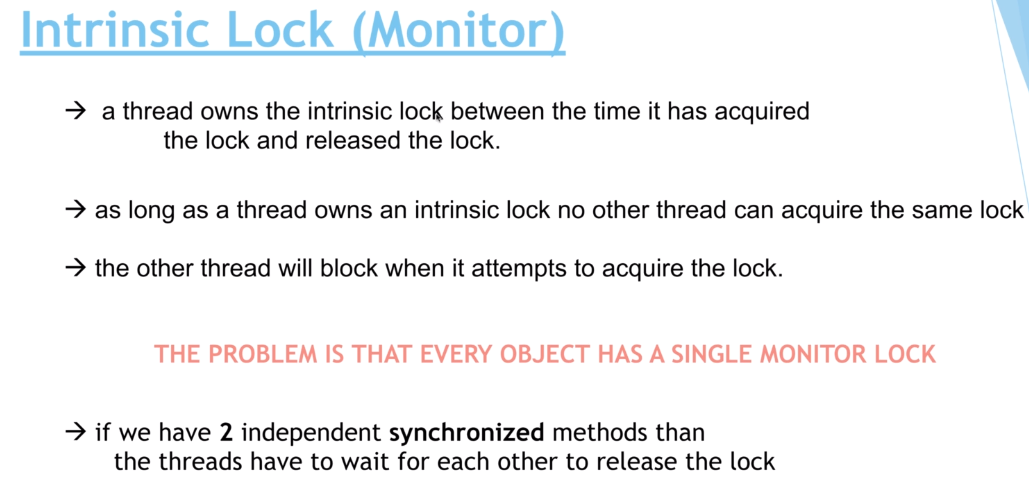 Intrinsic Lock (Monitor)
→ a thread owns the intrinsic lock between the time it has acquired
the lock and released the lock.
→ as long as a thread owns an intrinsic lock no other thread can acquire the same lock
→ the other thread will block when it attempts to acquire the lock.
THE PROBLEM IS THAT EVERY OBJECT HAS A SINGLE MONITOR LOCK
→ if we have 2 independent synchronized methods than
the threads have to wait for each other to release the lock